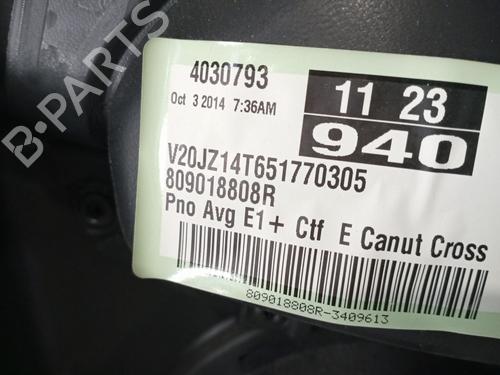 B-PARTS
4030793
Oct 3 2014 7:36AM
11 23
940
V20JZ14T651770305
809018808R
Pno Avg E1+ Ctf E Canut Cross
809018808R-3409613